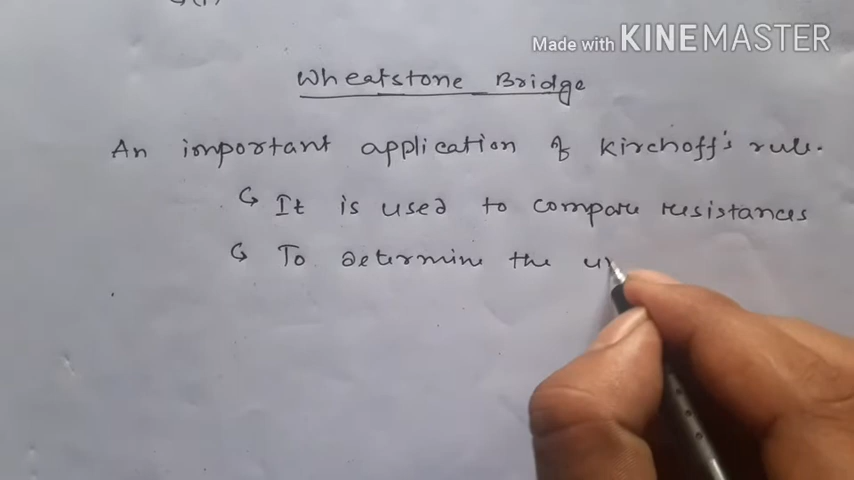 Made with KINEMASTER
Wheatstone Bridge
An important application of Kirchoff's rule.
↳ It is used to compare resistances
↳ To determine the